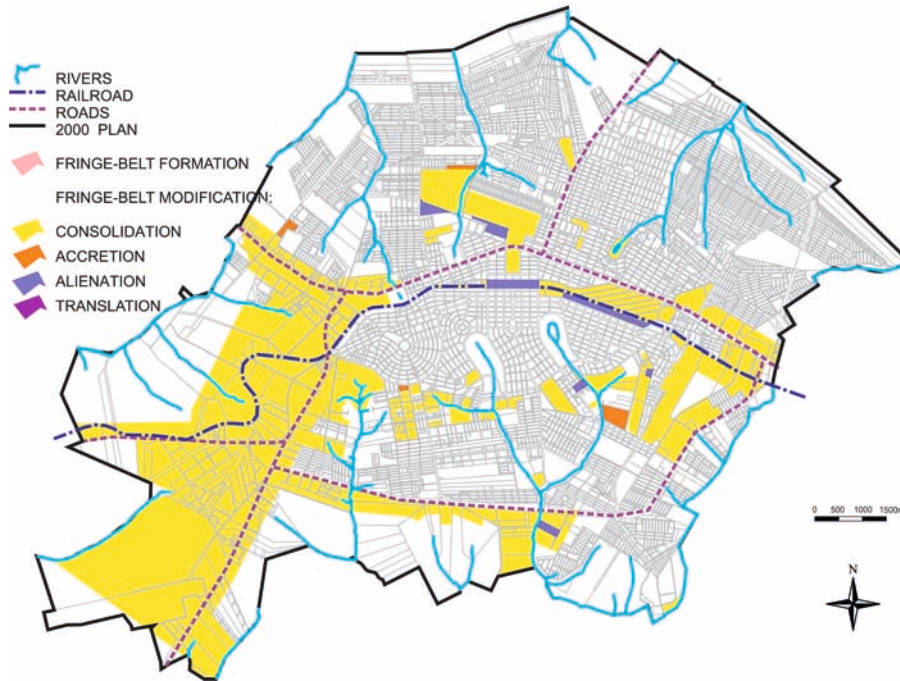 RIVERS
RAILROAD
ROADS
2000 PLAN
FRINGE-BELT FORMATION
FRINGE-BELT MODIFICATION:
CONSOLIDATION
ACCRETION
ALIENATION
TRANSLATION
0 500 1000 1500m
N